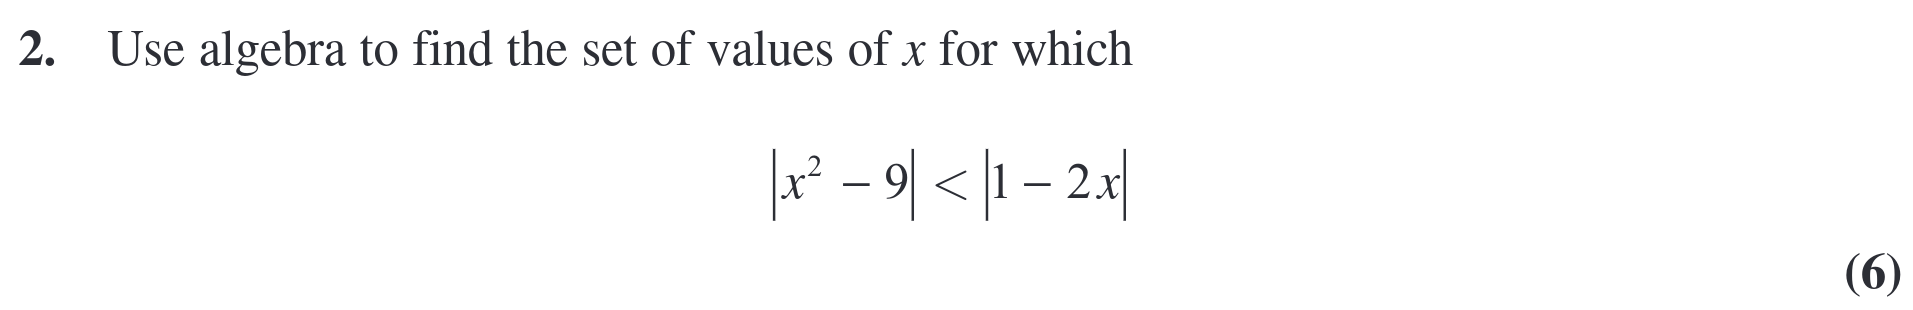 2. Use algebra to find the set of values of x for which
|x² – 9| < |1 – 2x|
(6)